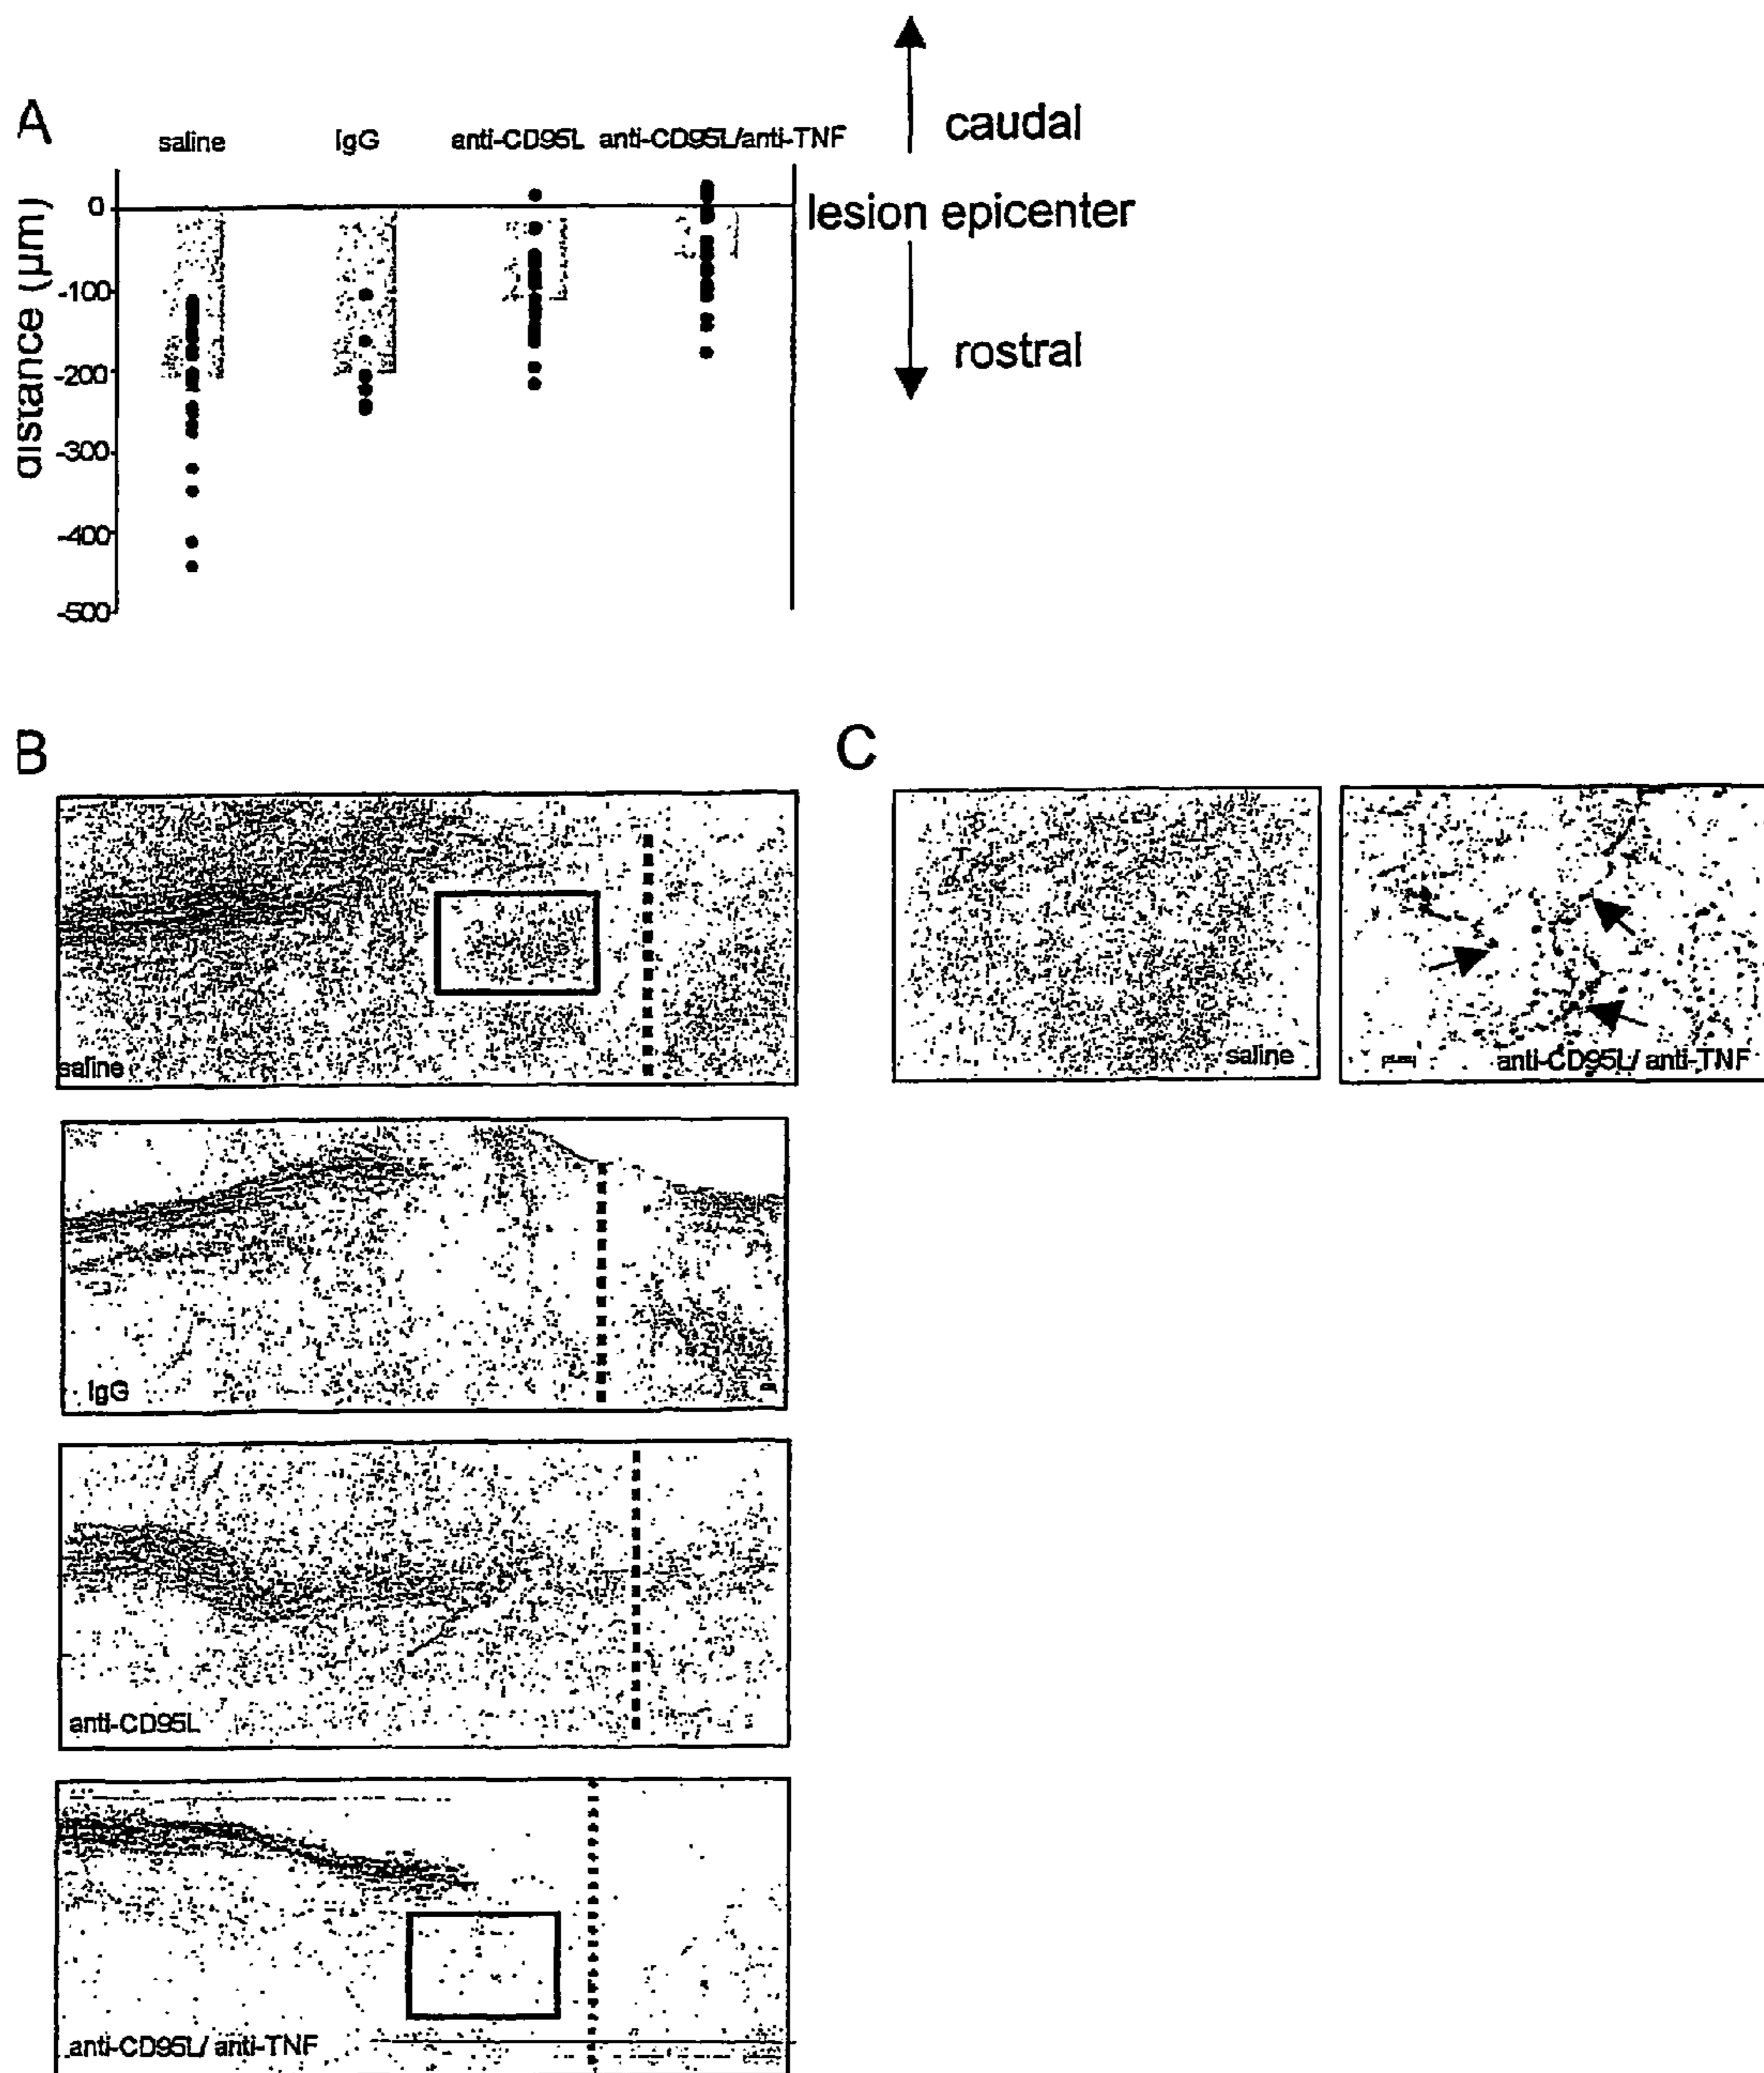 A
saline IgG anti-CD95L anti-CD95L/anti-TNF
caudal
lesion epicenter
rostral
distance (µm)
0
-100
-200
-300
-400
-500
B
saline
IgG
anti-CD95L
anti-CD95L/ anti-TNF
C
saline
anti-CD95L/ anti-TNF